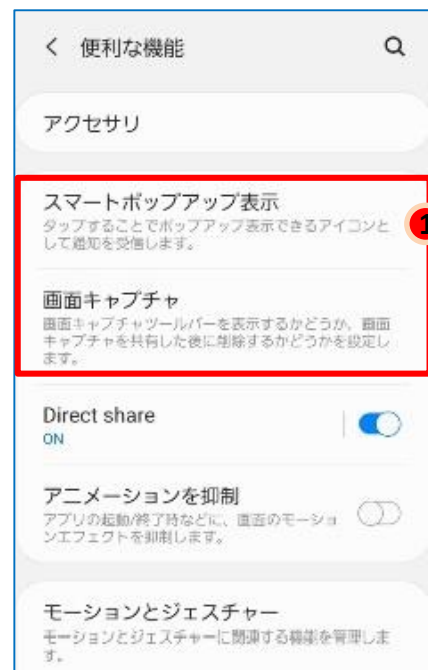 便利な機能
アクセサリ
スマートポップアップ表示
タップすることでポップアップ表示できるアイコンと
して通知を受信します。
1
画面キャプチャ
画面キャプチャツールバーを表示するかどうか、画面
キャプチャを共有した後に削除するかどうかを設定し
ます。
Direct share
ON
アニメーションを抑制
アプリの起動/終了時などに、画面のモーショ
ンエフェクトを抑制します。
モーションとジェスチャー
モーションとジェスチャーに関連する機能を管理しま
す。